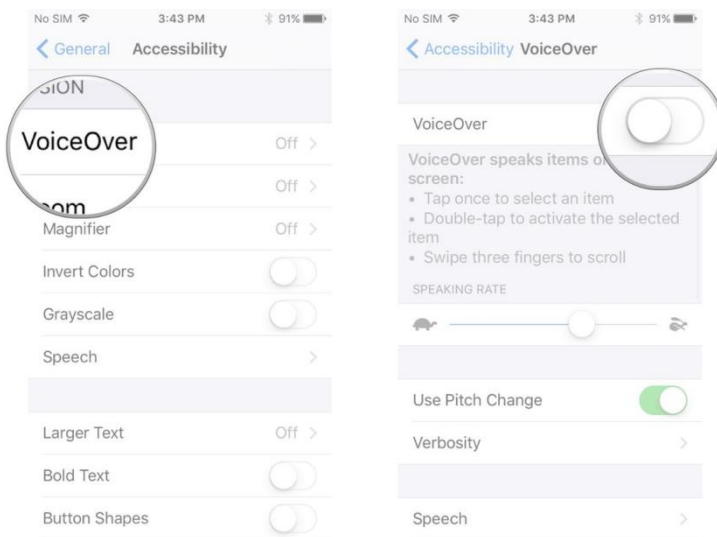 No SIM 3:43 PM 91%
General Accessibility
SION
VoiceOver Off >
oom Off >
Magnifier Off >
Invert Colors
Grayscale
Speech >
Larger Text Off >
Bold Text
Button Shapes
No SIM 3:43 PM 91%
Accessibility VoiceOver
VoiceOver
VoiceOver speaks items o
screen:
• Tap once to select an item
• Double-tap to activate the selected
item
• Swipe three fingers to scroll
SPEAKING RATE
Use Pitch Change
Verbosity >
Speech >